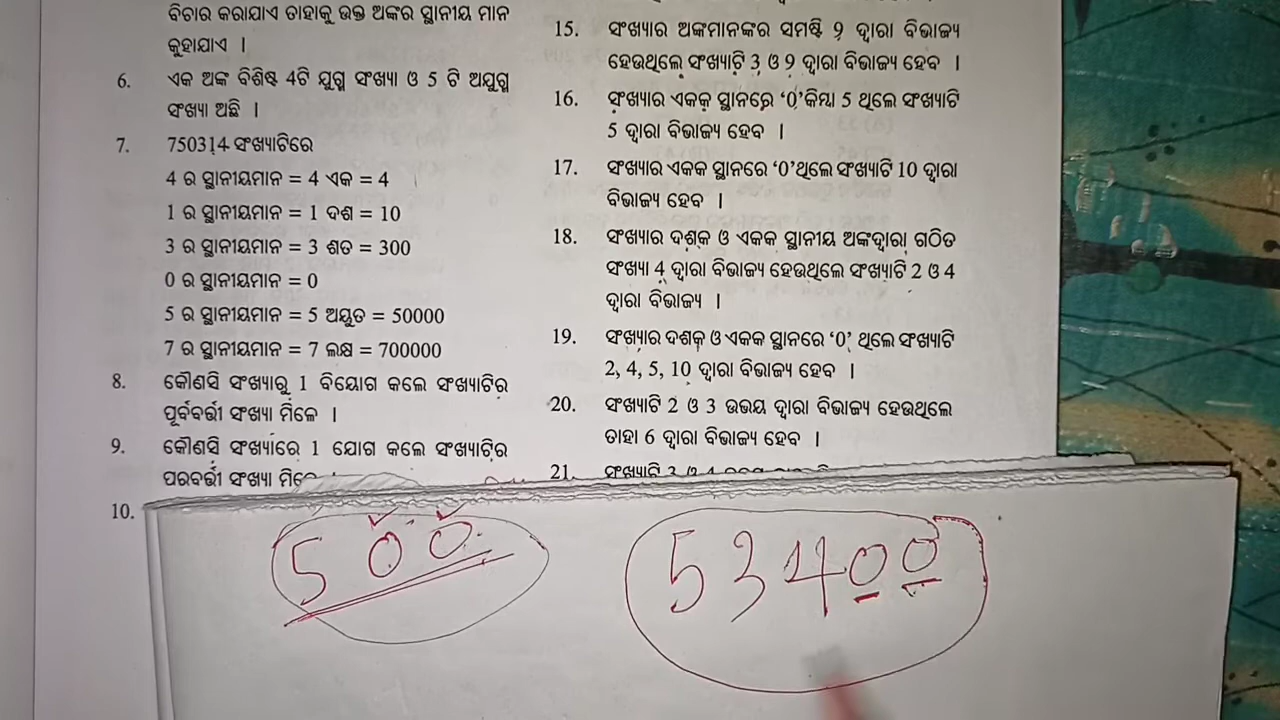 ବିଚାର କରାଯାଏ ତାହାକୁ ଉକ୍ତ ଅଙ୍କର ସ୍ଥାନୀୟ ମାନ
କୁହାଯାଏ ।
6. ଏକ ଅଙ୍କ ବିଶିଷ୍ଟ 4ଟି ଯୁଗ୍ମ ସଂଖ୍ୟା ଓ 5 ଟି ଅଯୁଗ୍ମ
ସଂଖ୍ୟା ଅଛି ।
7. 750314 ସଂଖ୍ୟାଟିରେ
4 ର ସ୍ଥାନୀୟମାନ = 4 ଏକ = 4
1 ର ସ୍ଥାନୀୟମାନ = 1 ଦଶ = 10
3 ର ସ୍ଥାନୀୟମାନ = 3 ଶତ = 300
0 ର ସ୍ଥାନୀୟମାନ = 0
5 ର ସ୍ଥାନୀୟମାନ = 5 ଅୟୁତ = 50000
7 ର ସ୍ଥାନୀୟମାନ = 7 ଲକ୍ଷ = 700000
8. କୌଣସି ସଂଖ୍ୟାରୁ 1 ବିୟୋଗ କଲେ ସଂଖ୍ୟାଟିର
ପୂର୍ବବର୍ତ୍ତୀ ସଂଖ୍ୟା ମିଳେ ।
9. କୌଣସି ସଂଖ୍ୟାରେ 1 ଯୋଗ କଲେ ସଂଖ୍ୟାଟିର
ପରବର୍ତ୍ତୀ ସଂଖ୍ୟା
10.
15. ସଂଖ୍ୟାର ଅଙ୍କମାନଙ୍କର ସମଷ୍ଟି 9 ଦ୍ୱାରା ବିଭାଜ୍ୟ
ହେଉଥିଲେ ସଂଖ୍ୟାଟି 3 ଓ 9 ଦ୍ୱାରା ବିଭାଜ୍ୟ ହେବ ।
16. ସଂଖ୍ୟାର ଏକକ ସ୍ଥାନରେ ‘0’କିମ୍ବା 5 ଥିଲେ ସଂଖ୍ୟାଟି
5 ଦ୍ୱାରା ବିଭାଜ୍ୟ ହେବ ।
17. ସଂଖ୍ୟାର ଏକକ ସ୍ଥାନରେ ‘0’ଥିଲେ ସଂଖ୍ୟାଟି 10 ଦ୍ୱାରା
ବିଭାଜ୍ୟ ହେବ ।
18. ସଂଖ୍ୟାର ଦଶକ ଓ ଏକକ ସ୍ଥାନୀୟ ଅଙ୍କଦ୍ୱାରା ଗଠିତ
ସଂଖ୍ୟା 4 ଦ୍ୱାରା ବିଭାଜ୍ୟ ହେଉଥିଲେ ସଂଖ୍ୟାଟି 2 ଓ 4
ଦ୍ୱାରା ବିଭାଜ୍ୟ ।
19. ସଂଖ୍ୟାର ଦଶକ ଓ ଏକକ ସ୍ଥାନରେ ‘0’ ଥିଲେ ସଂଖ୍ୟାଟି
2, 4, 5, 10 ଦ୍ୱାରା ବିଭାଜ୍ୟ ହେବ ।
20. ସଂଖ୍ୟାଟି 2 ଓ 3 ଉଭୟ ଦ୍ୱାରା ବିଭାଜ୍ୟ ହେଉଥିଲେ
ତାହା 6 ଦ୍ୱାରା ବିଭାଜ୍ୟ ହେବ ।
21. ସଂଖ୍ୟାଟି 3 ଓ 4
500
53400